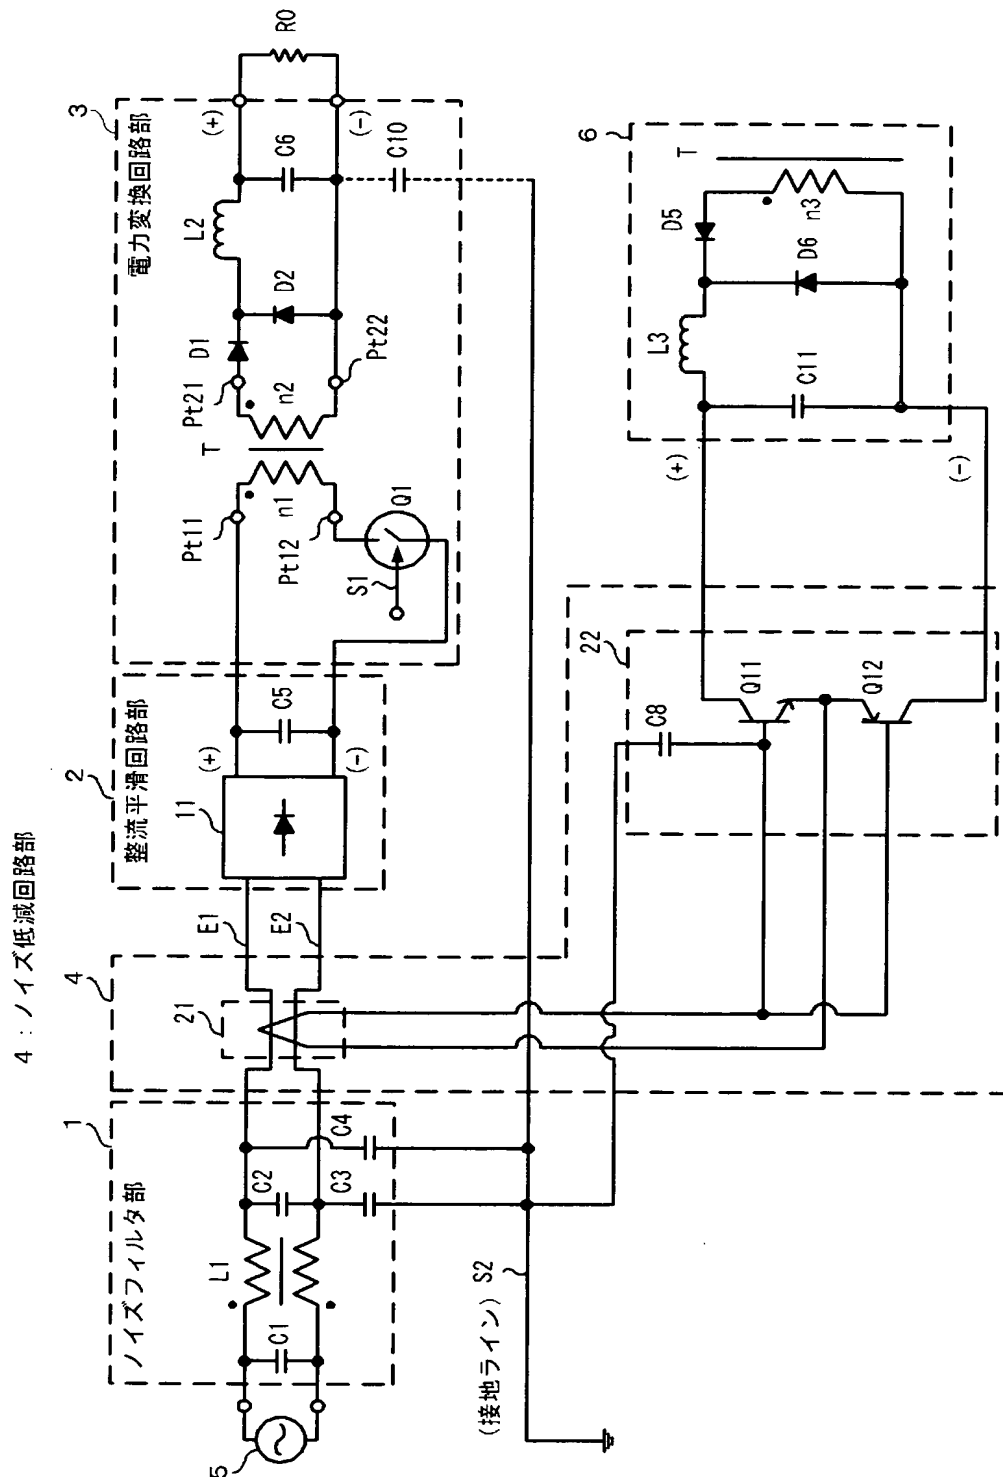 4：ノイズ低減回路部
1
ノイズフィルタ部
5
C1
L1
C2
C3
C4
4
21
E1
E2
2
整流平滑回路部
11
(+)
(-)
C5
3
電力変換回路部
Pt11
Pt12
n1
T
n2
S1
Q1
Pt21
Pt22
D1
D2
L2
C6
(+)
(-)
C10
R0
(接地ライン) S2
22
C8
Q11
Q12
(+)
(-)
6
L3
C11
D5
D6
n3
T